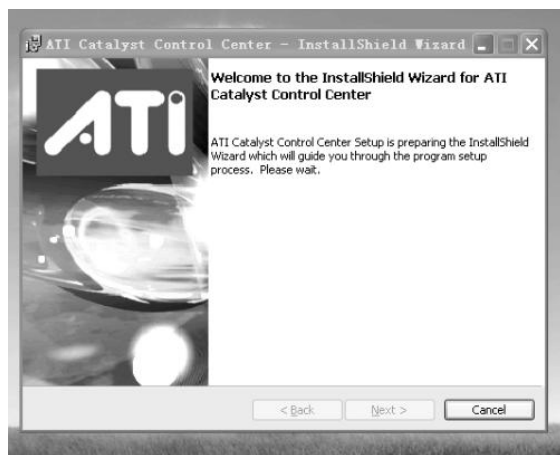 ATI Catalyst Control Center - InstallShield Wizard
ATI
Welcome to the InstallShield Wizard for ATI
Catalyst Control Center
ATI Catalyst Control Center Setup is preparing the InstallShield
Wizard which will guide you through the program setup
process. Please wait.
< Back Next > Cancel